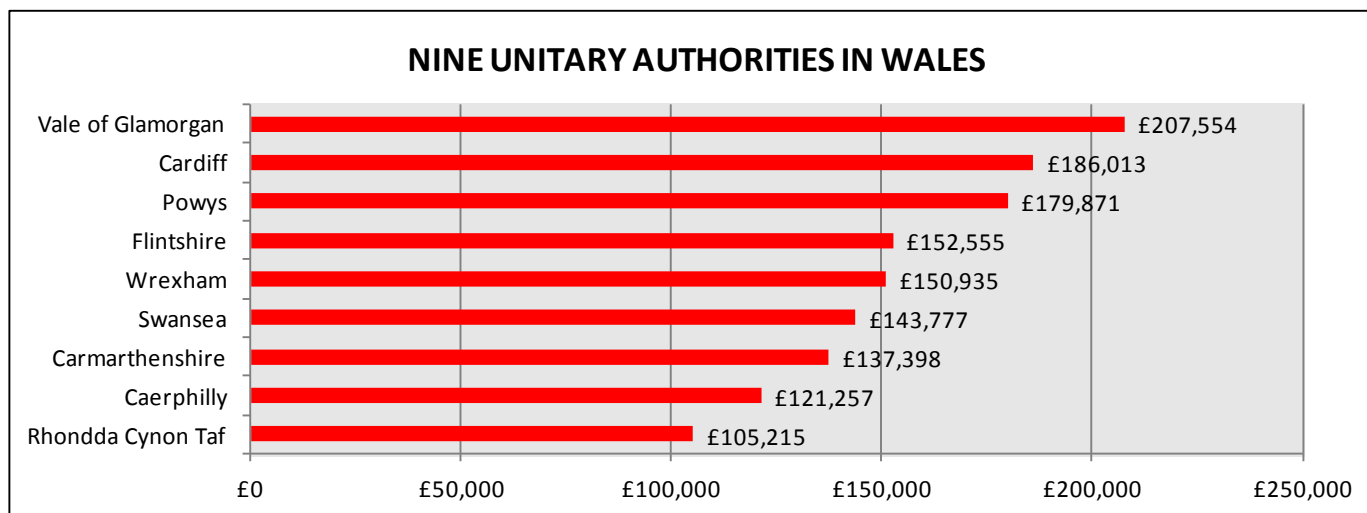 NINE UNITARY AUTHORITIES IN WALES
Vale of Glamorgan £207,554
Cardiff £186,013
Powys £179,871
Flintshire £152,555
Wrexham £150,935
Swansea £143,777
Carmarthenshire £137,398
Caerphilly £121,257
Rhondda Cynon Taf £105,215
£0 £50,000 £100,000 £150,000 £200,000 £250,000